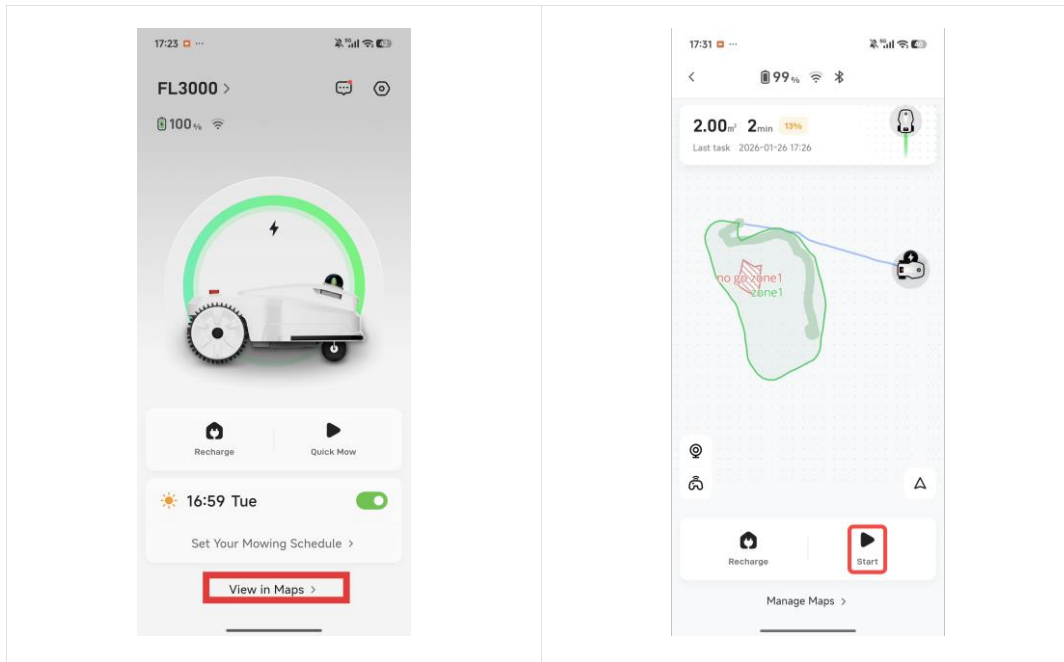 17:23 ...
5G
FL3000 >
100%
Recharge
Quick Mow
16:59 Tue
Set Your Mowing Schedule >
View in Maps >
17:31 ...
5G
< 99%
2.00m² 2min 13%
Last task 2026-01-26 17:26
no go zone1
zone1
Recharge
Start
Manage Maps >